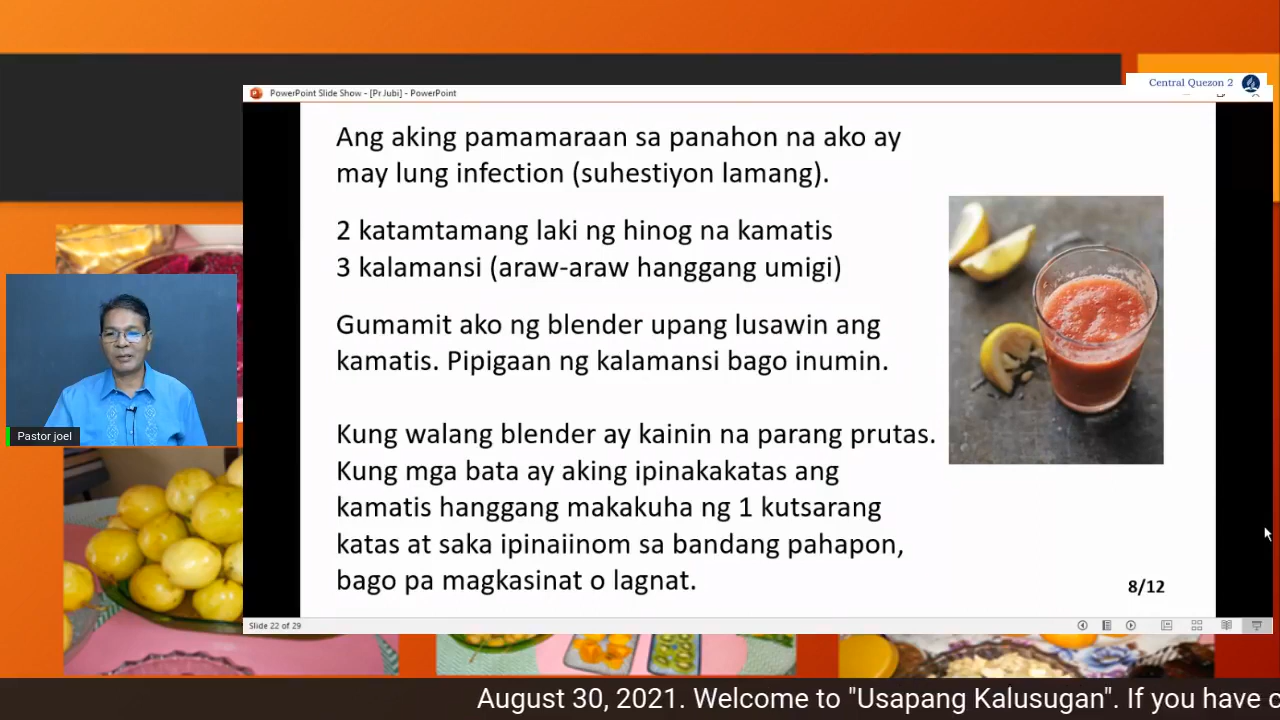 Central Quezon 2
PowerPoint Slide Show - [Pr Jubi] - PowerPoint
Ang aking pamamaraan sa panahon na ako ay
may lung infection (suhestiyon lamang).
2 katamtamang laki ng hinog na kamatis
3 kalamansi (araw-araw hanggang umigi)
Gumamit ako ng blender upang lusawin ang
kamatis. Pipigaan ng kalamansi bago inumin.
Kung walang blender ay kainin na parang prutas.
Kung mga bata ay aking ipinakakatas ang
kamatis hanggang makakuha ng 1 kutsarang
katas at saka ipinaiinom sa bandang pahapon,
bago pa magkasinat o lagnat.
8/12
Pastor joel
Slide 22 of 29
August 30, 2021. Welcome to "Usapang Kalusugan". If you have